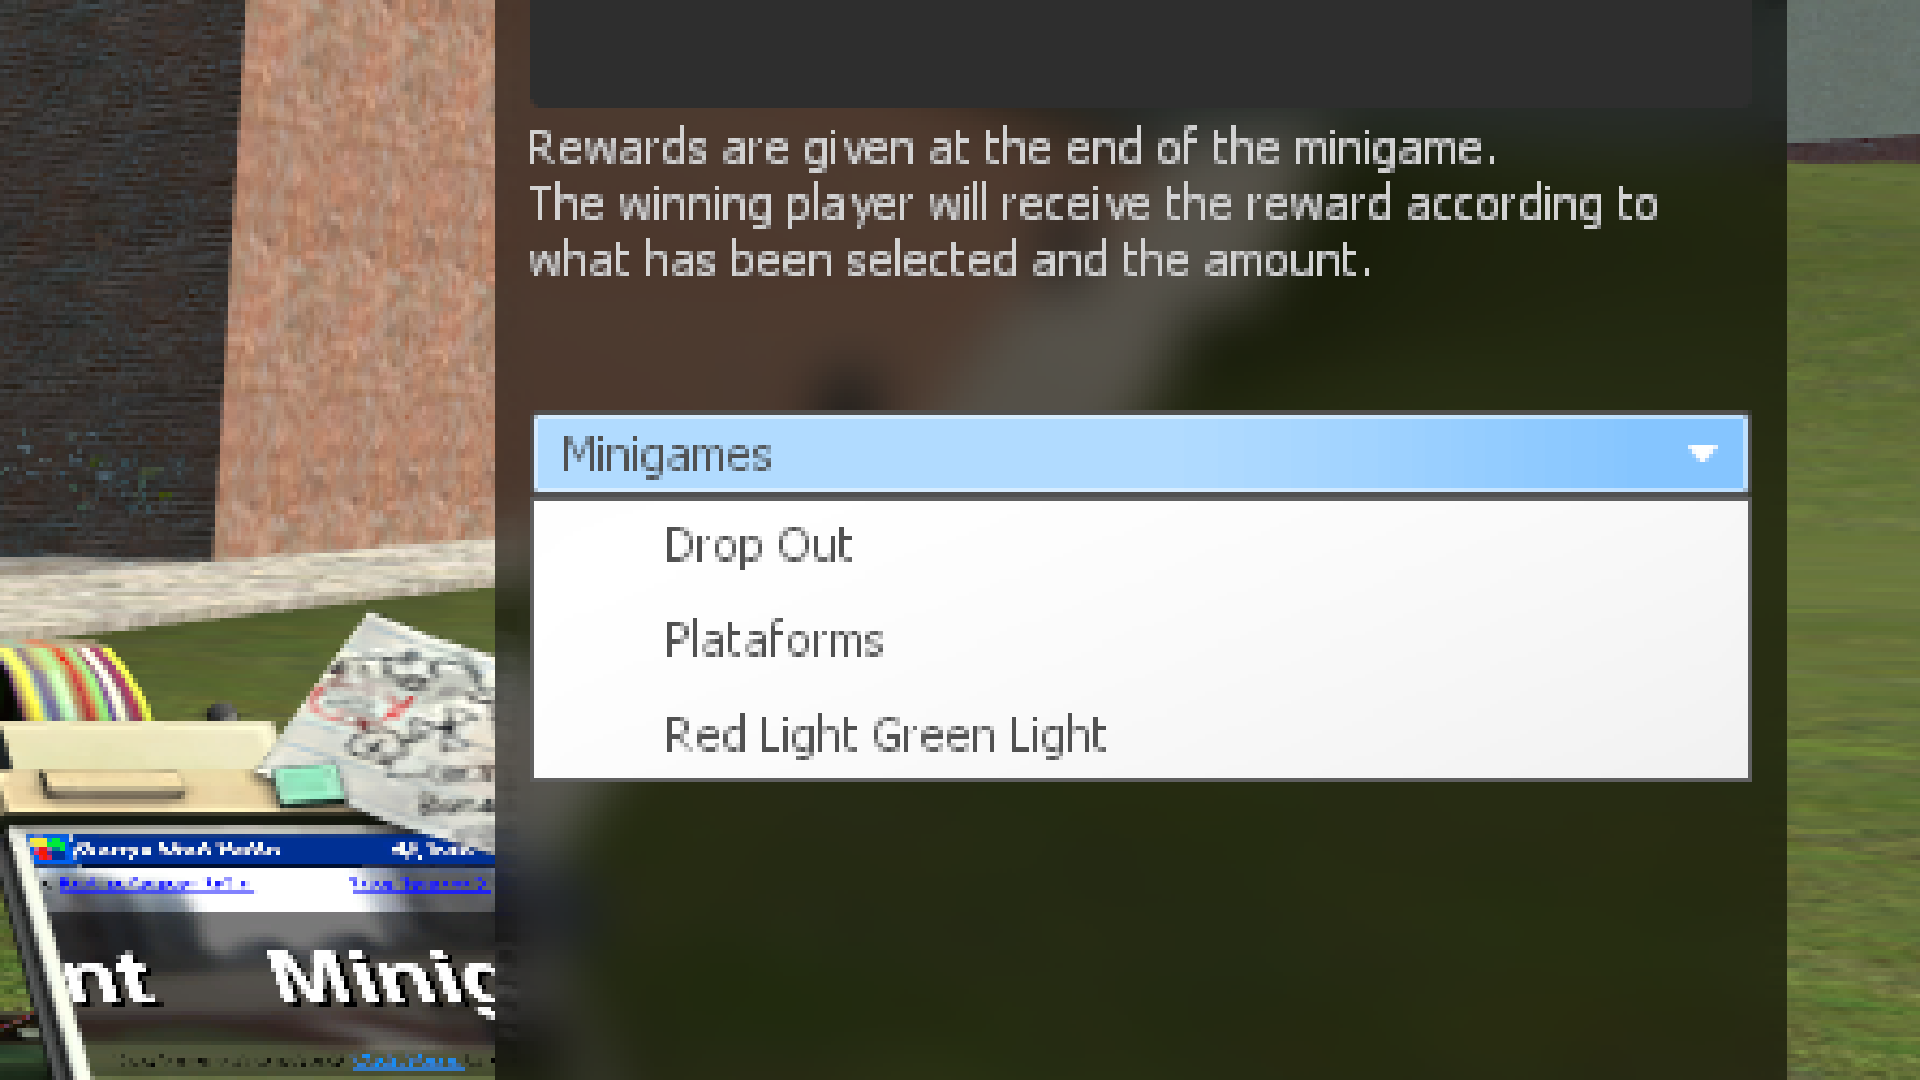 Rewards are given at the end of the minigame.
The winning player will receive the reward according to
what has been selected and the amount.
Minigames
Drop Out
Plataforms
Red Light Green Light
nt Minig